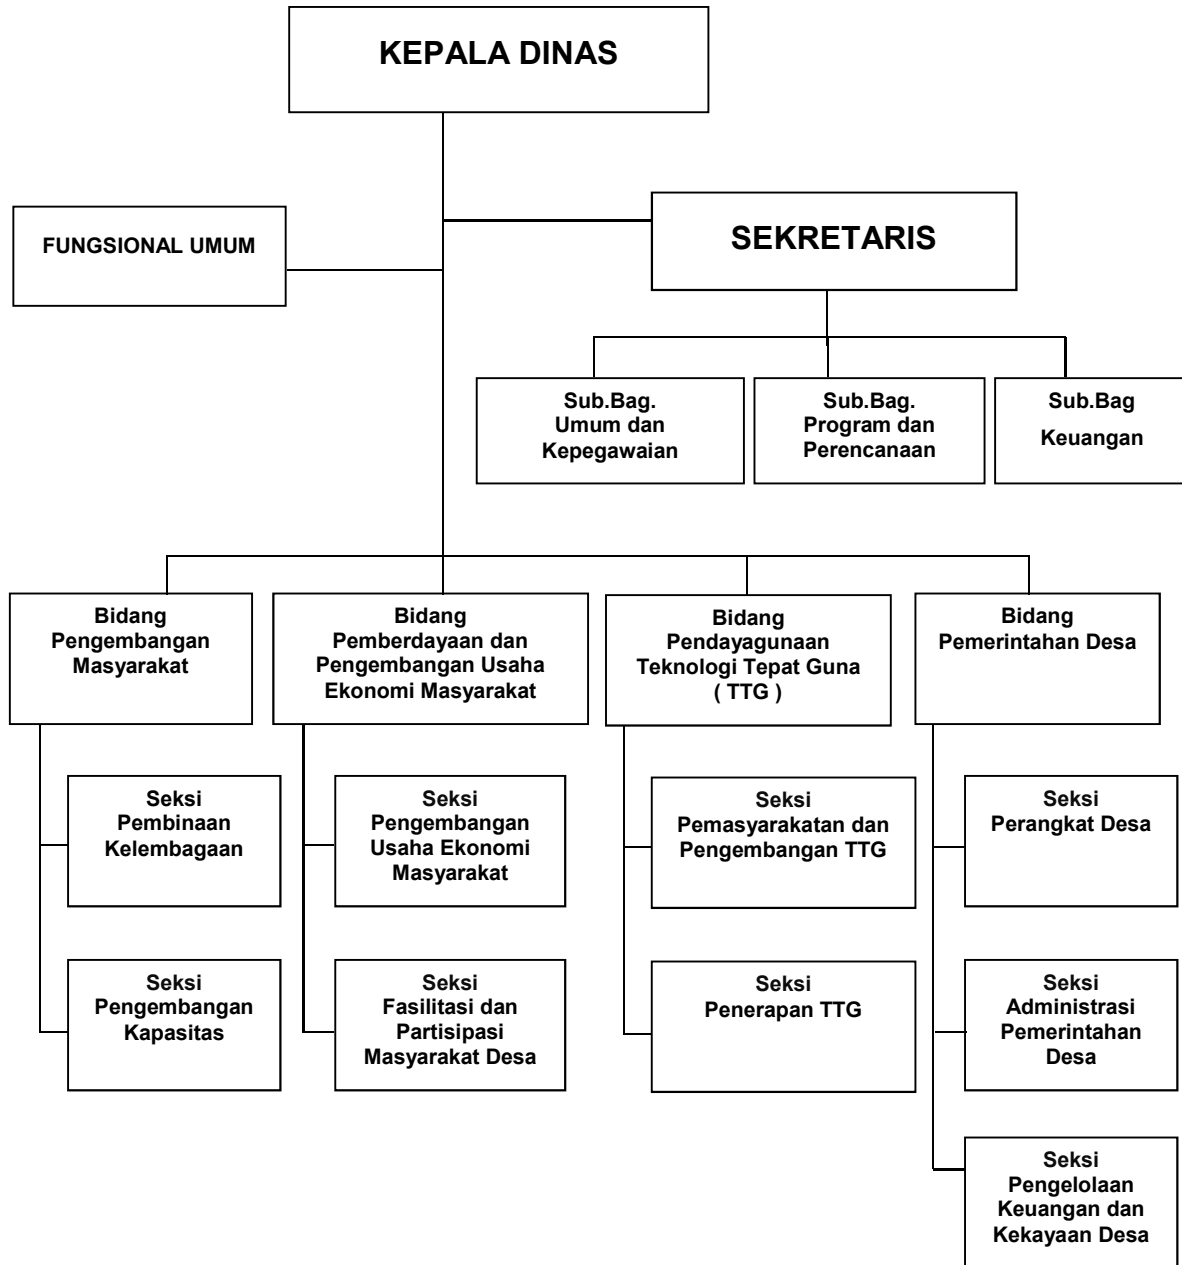 KEPALA DINAS
FUNGSIONAL UMUM
SEKRETARIS
Sub.Bag.
Umum dan
Kepegawaian
Sub.Bag.
Program dan
Perencanaan
Sub.Bag
Keuangan
Bidang
Pengembangan
Masyarakat
Bidang
Pemberdayaan dan
Pengembangan Usaha
Ekonomi Masyarakat
Bidang
Pendayagunaan
Teknologi Tepat Guna
( TTG )
Bidang
Pemerintahan Desa
Seksi
Pembinaan
Kelembagaan
Seksi
Pengembangan
Usaha Ekonomi
Masyarakat
Seksi
Pemasyarakatan dan
Pengembangan TTG
Seksi
Perangkat Desa
Seksi
Pengembangan
Kapasitas
Seksi
Fasilitasi dan
Partisipasi
Masyarakat Desa
Seksi
Penerapan TTG
Seksi
Administrasi
Pemerintahan
Desa
Seksi
Pengelolaan
Keuangan dan
Kekayaan Desa